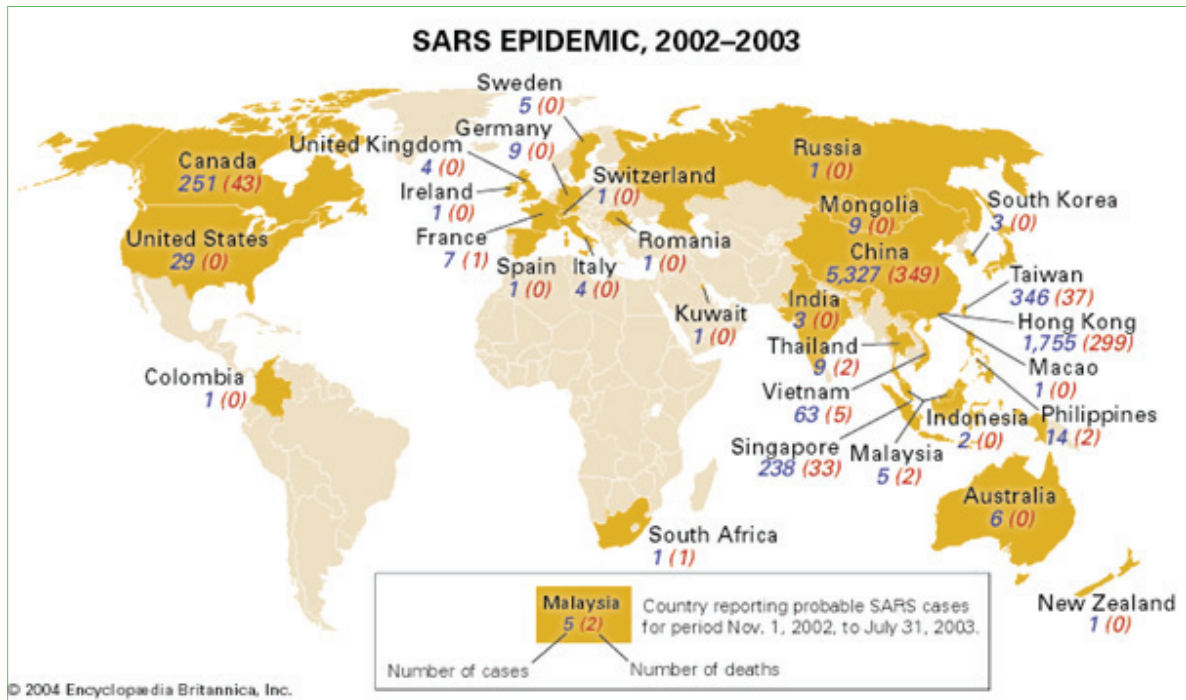 SARS EPIDEMIC, 2002–2003
Sweden
5 (0)
Germany
9 (0)
United Kingdom
4 (0)
Ireland
1 (0)
Switzerland
1 (0)
France
7 (1)
Spain
1 (0)
Italy
4 (0)
Romania
1 (0)
Canada
251 (43)
United States
29 (0)
Colombia
1 (0)
Russia
1 (0)
Mongolia
9 (0)
South Korea
3 (0)
China
5,327 (349)
Taiwan
346 (37)
Hong Kong
1,755 (299)
Macao
1 (0)
Kuwait
1 (0)
India
3 (0)
Thailand
9 (2)
Vietnam
63 (5)
Singapore
238 (33)
Malaysia
5 (2)
Indonesia
2 (0)
Philippines
14 (2)
Australia
6 (0)
South Africa
1 (1)
New Zealand
1 (0)
Malaysia
5 (2)
Country reporting probable SARS cases
for period Nov. 1, 2002, to July 31, 2003.
Number of cases
Number of deaths
© 2004 Encyclopædia Britannica, Inc.